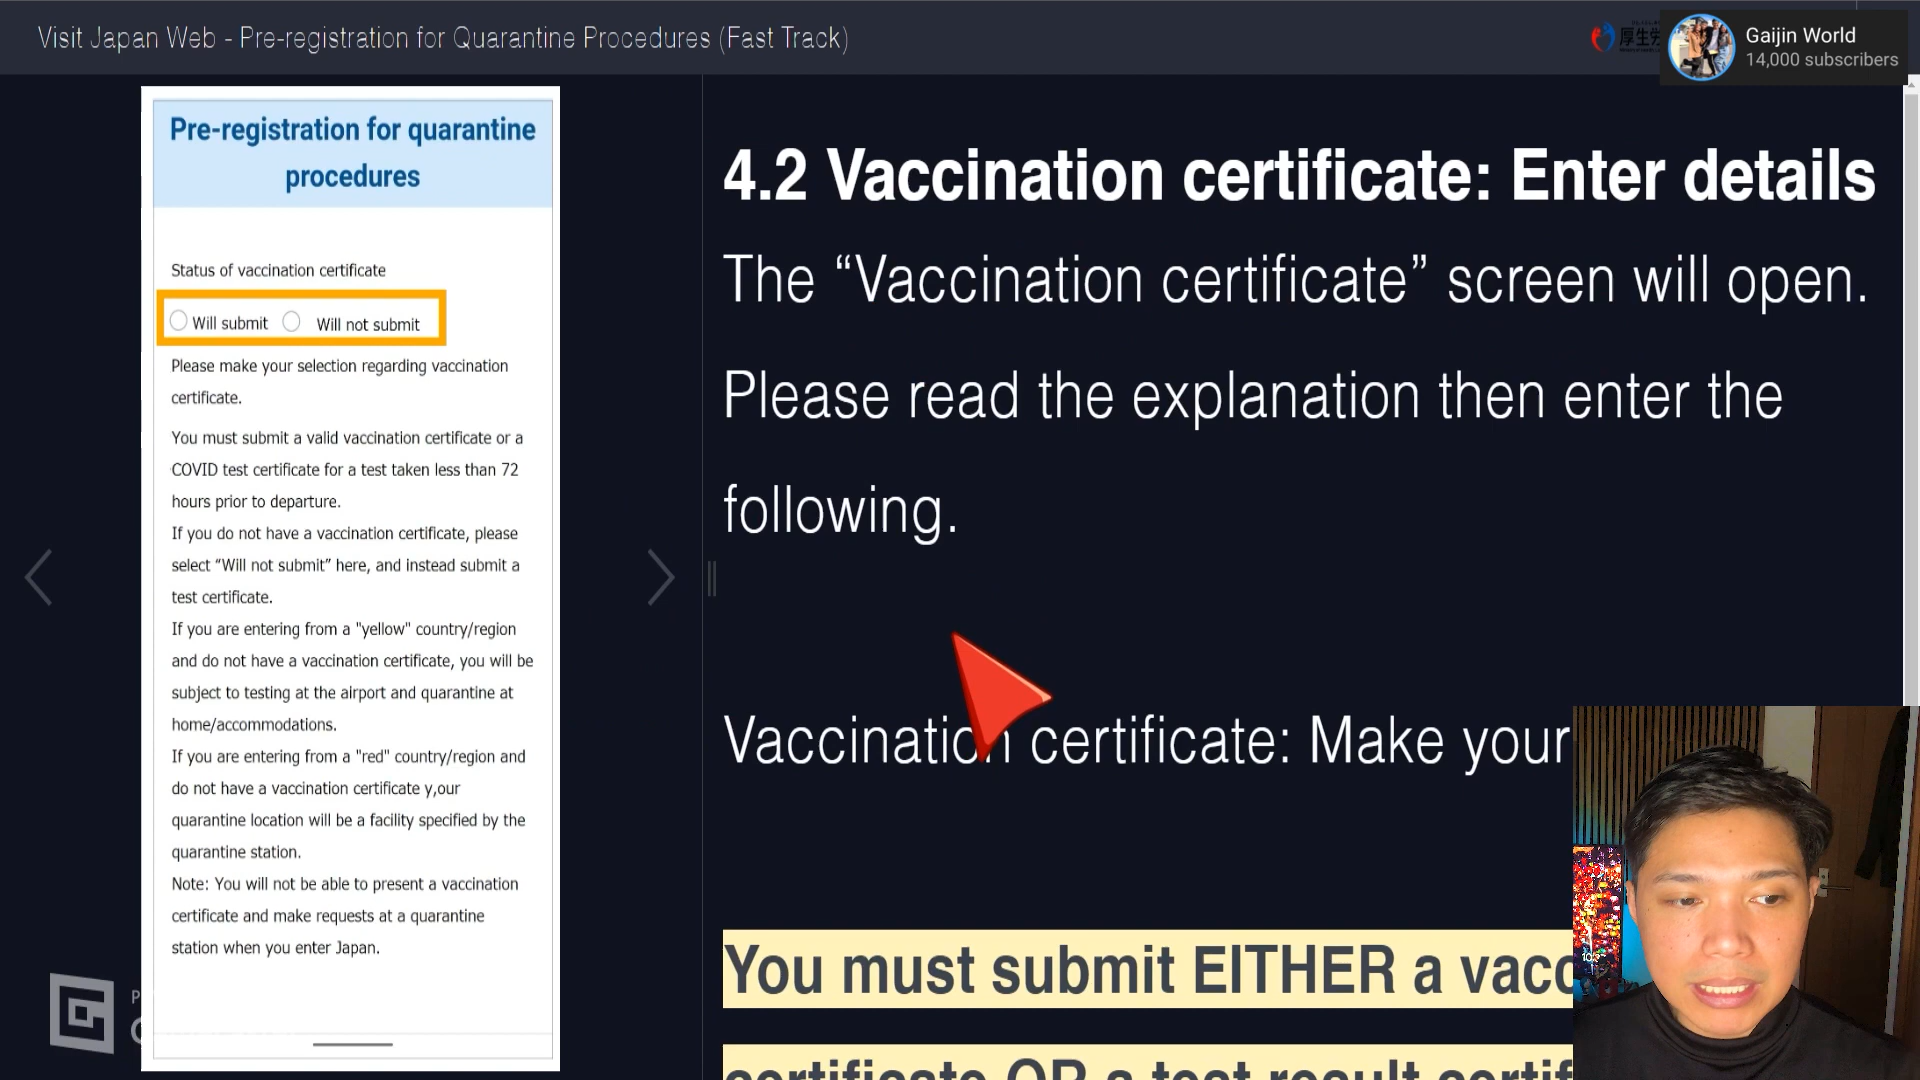 Visit Japan Web - Pre-registration for Quarantine Procedures (Fast Track)
厚生労
Gaijin World
14,000 subscribers
Pre-registration for quarantine
procedures
Status of vaccination certificate
Will submit Will not submit
Please make your selection regarding vaccination
certificate.
You must submit a valid vaccination certificate or a
COVID test certificate for a test taken less than 72
hours prior to departure.
If you do not have a vaccination certificate, please
select “Will not submit” here, and instead submit a
test certificate.
If you are entering from a "yellow" country/region
and do not have a vaccination certificate, you will be
subject to testing at the airport and quarantine at
home/accommodations.
If you are entering from a "red" country/region and
do not have a vaccination certificate y,our
quarantine location will be a facility specified by the
quarantine station.
Note: You will not be able to present a vaccination
certificate and make requests at a quarantine
station when you enter Japan.
4.2 Vaccination certificate: Enter details
The “Vaccination certificate” screen will open.
Please read the explanation then enter the
following.
Vaccination certificate: Make your
You must submit EITHER a vacc
certificate OR a test result certif